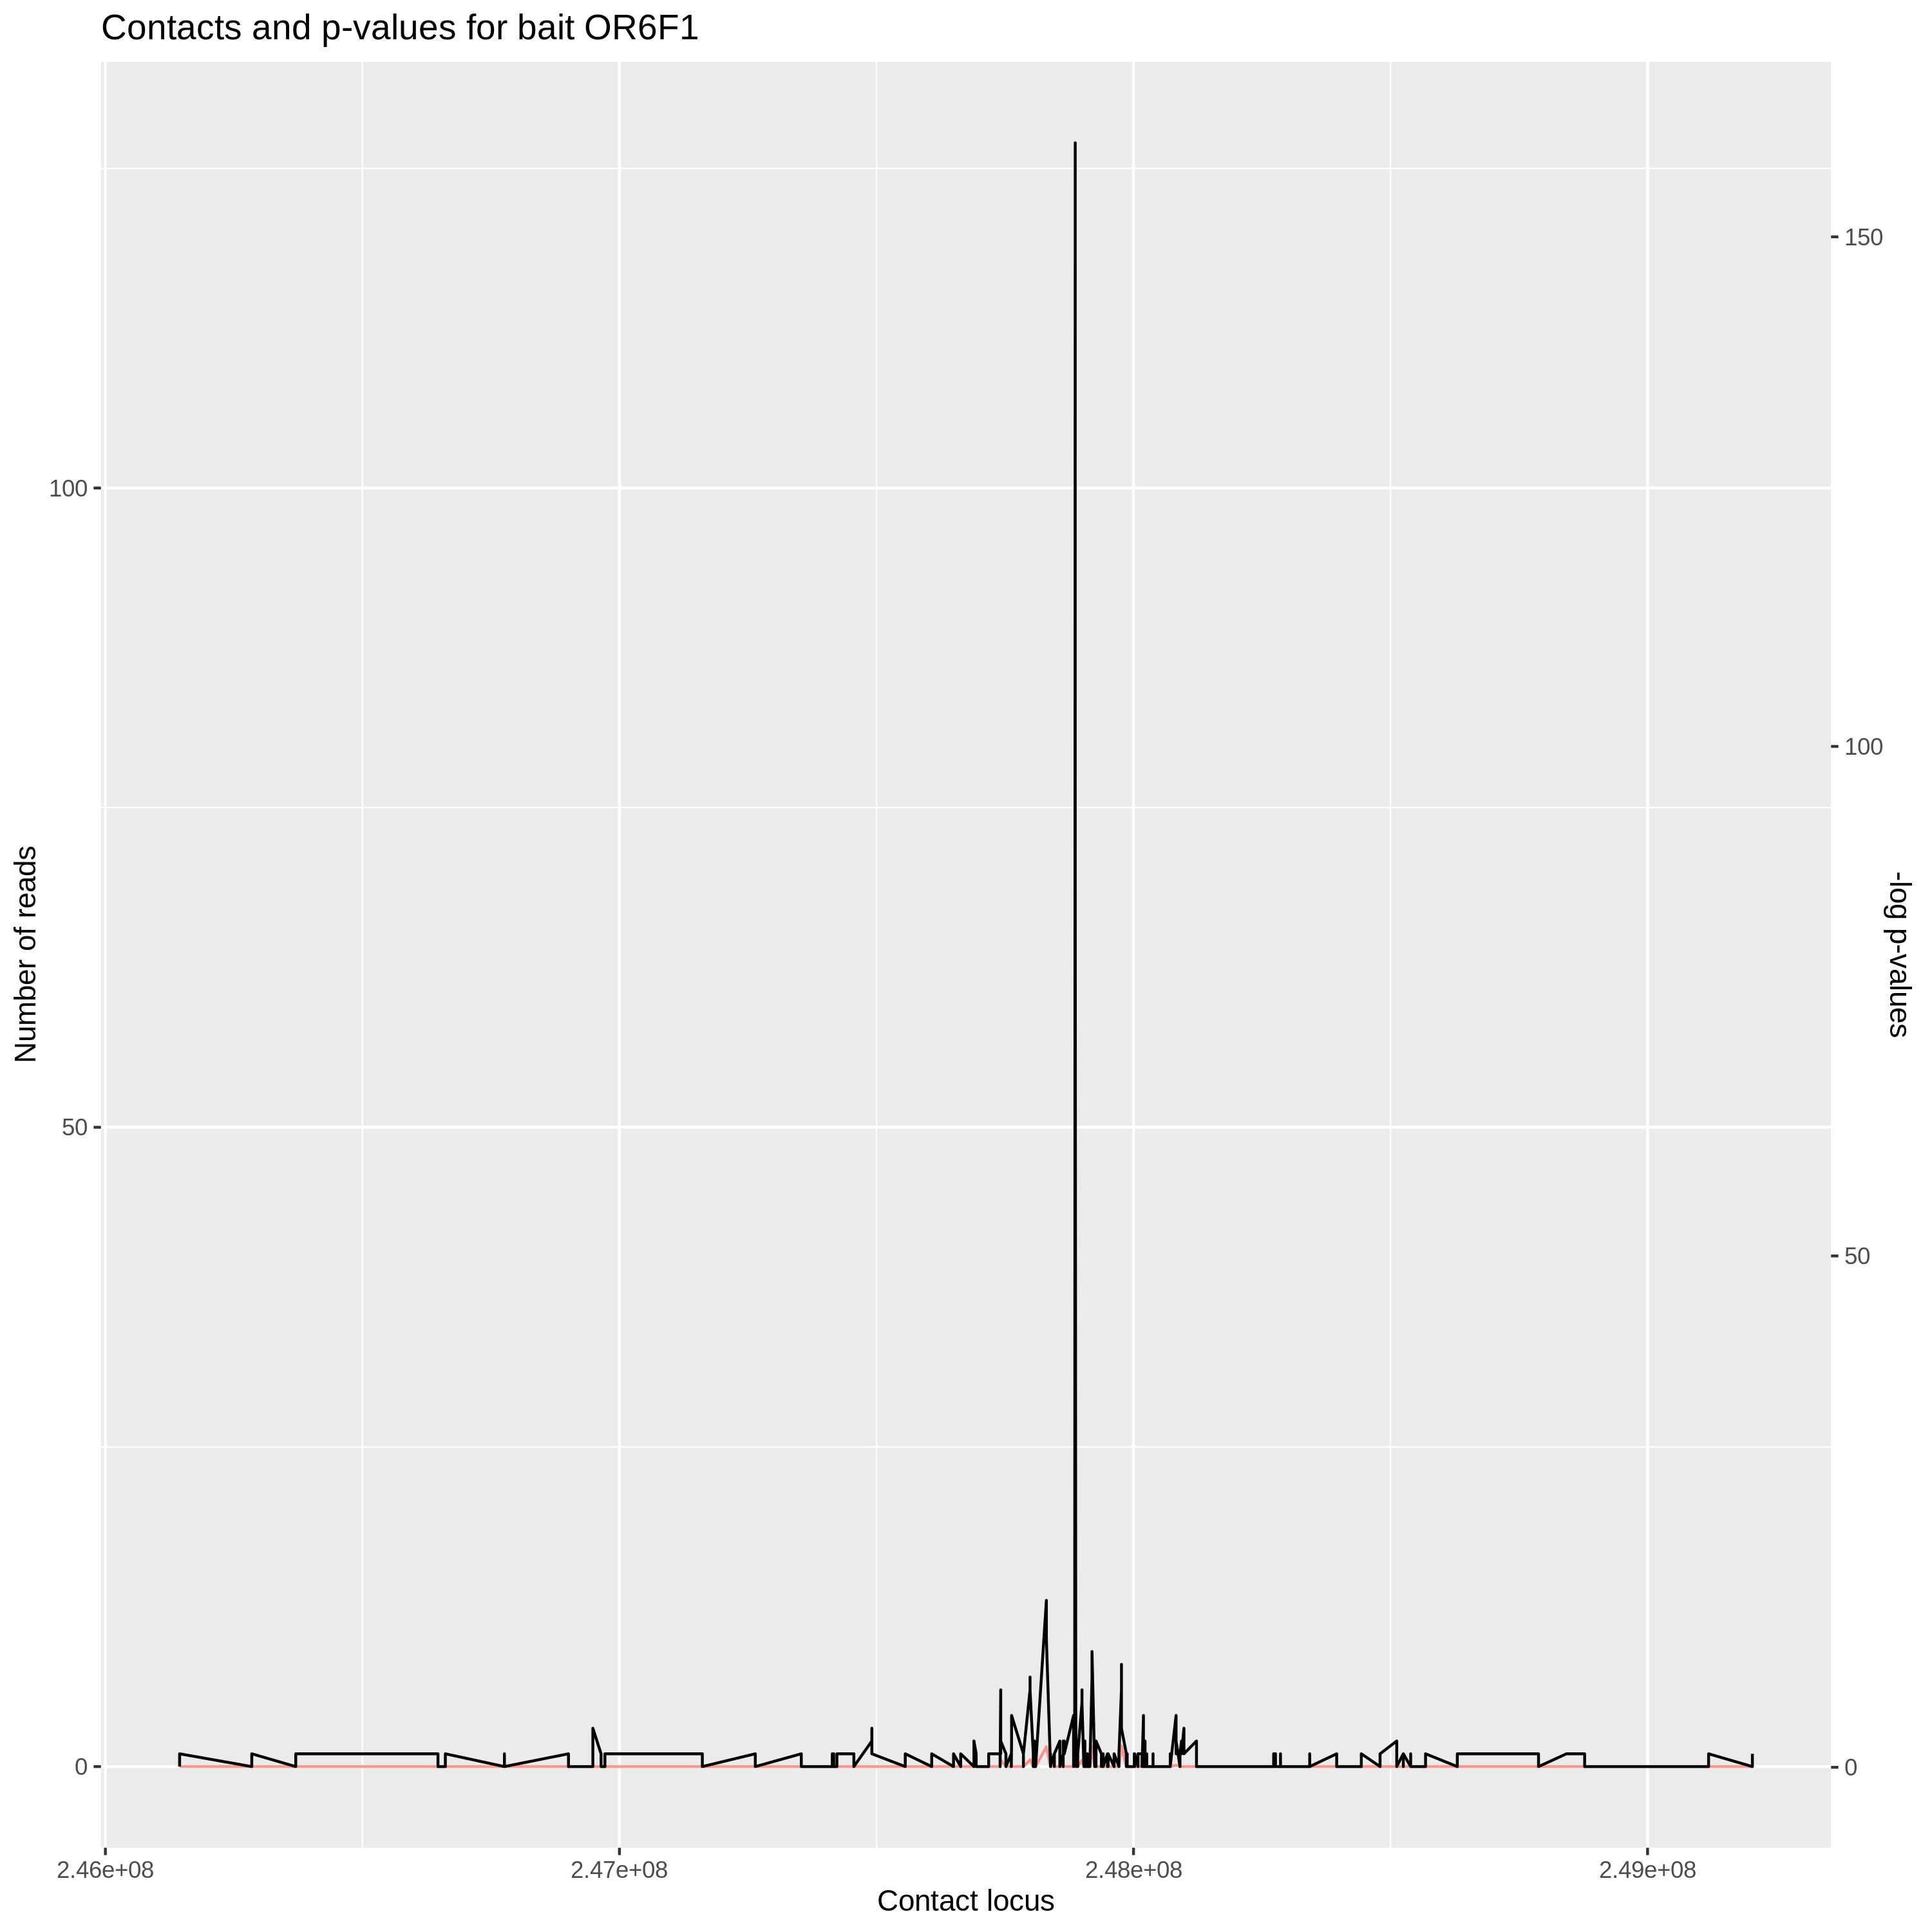 Contacts and p-values for bait OR6F1
150
100
100
50
50
0
0
Number of reads
-log p-values
2.46e+08
2.47e+08
2.48e+08
2.49e+08
Contact locus